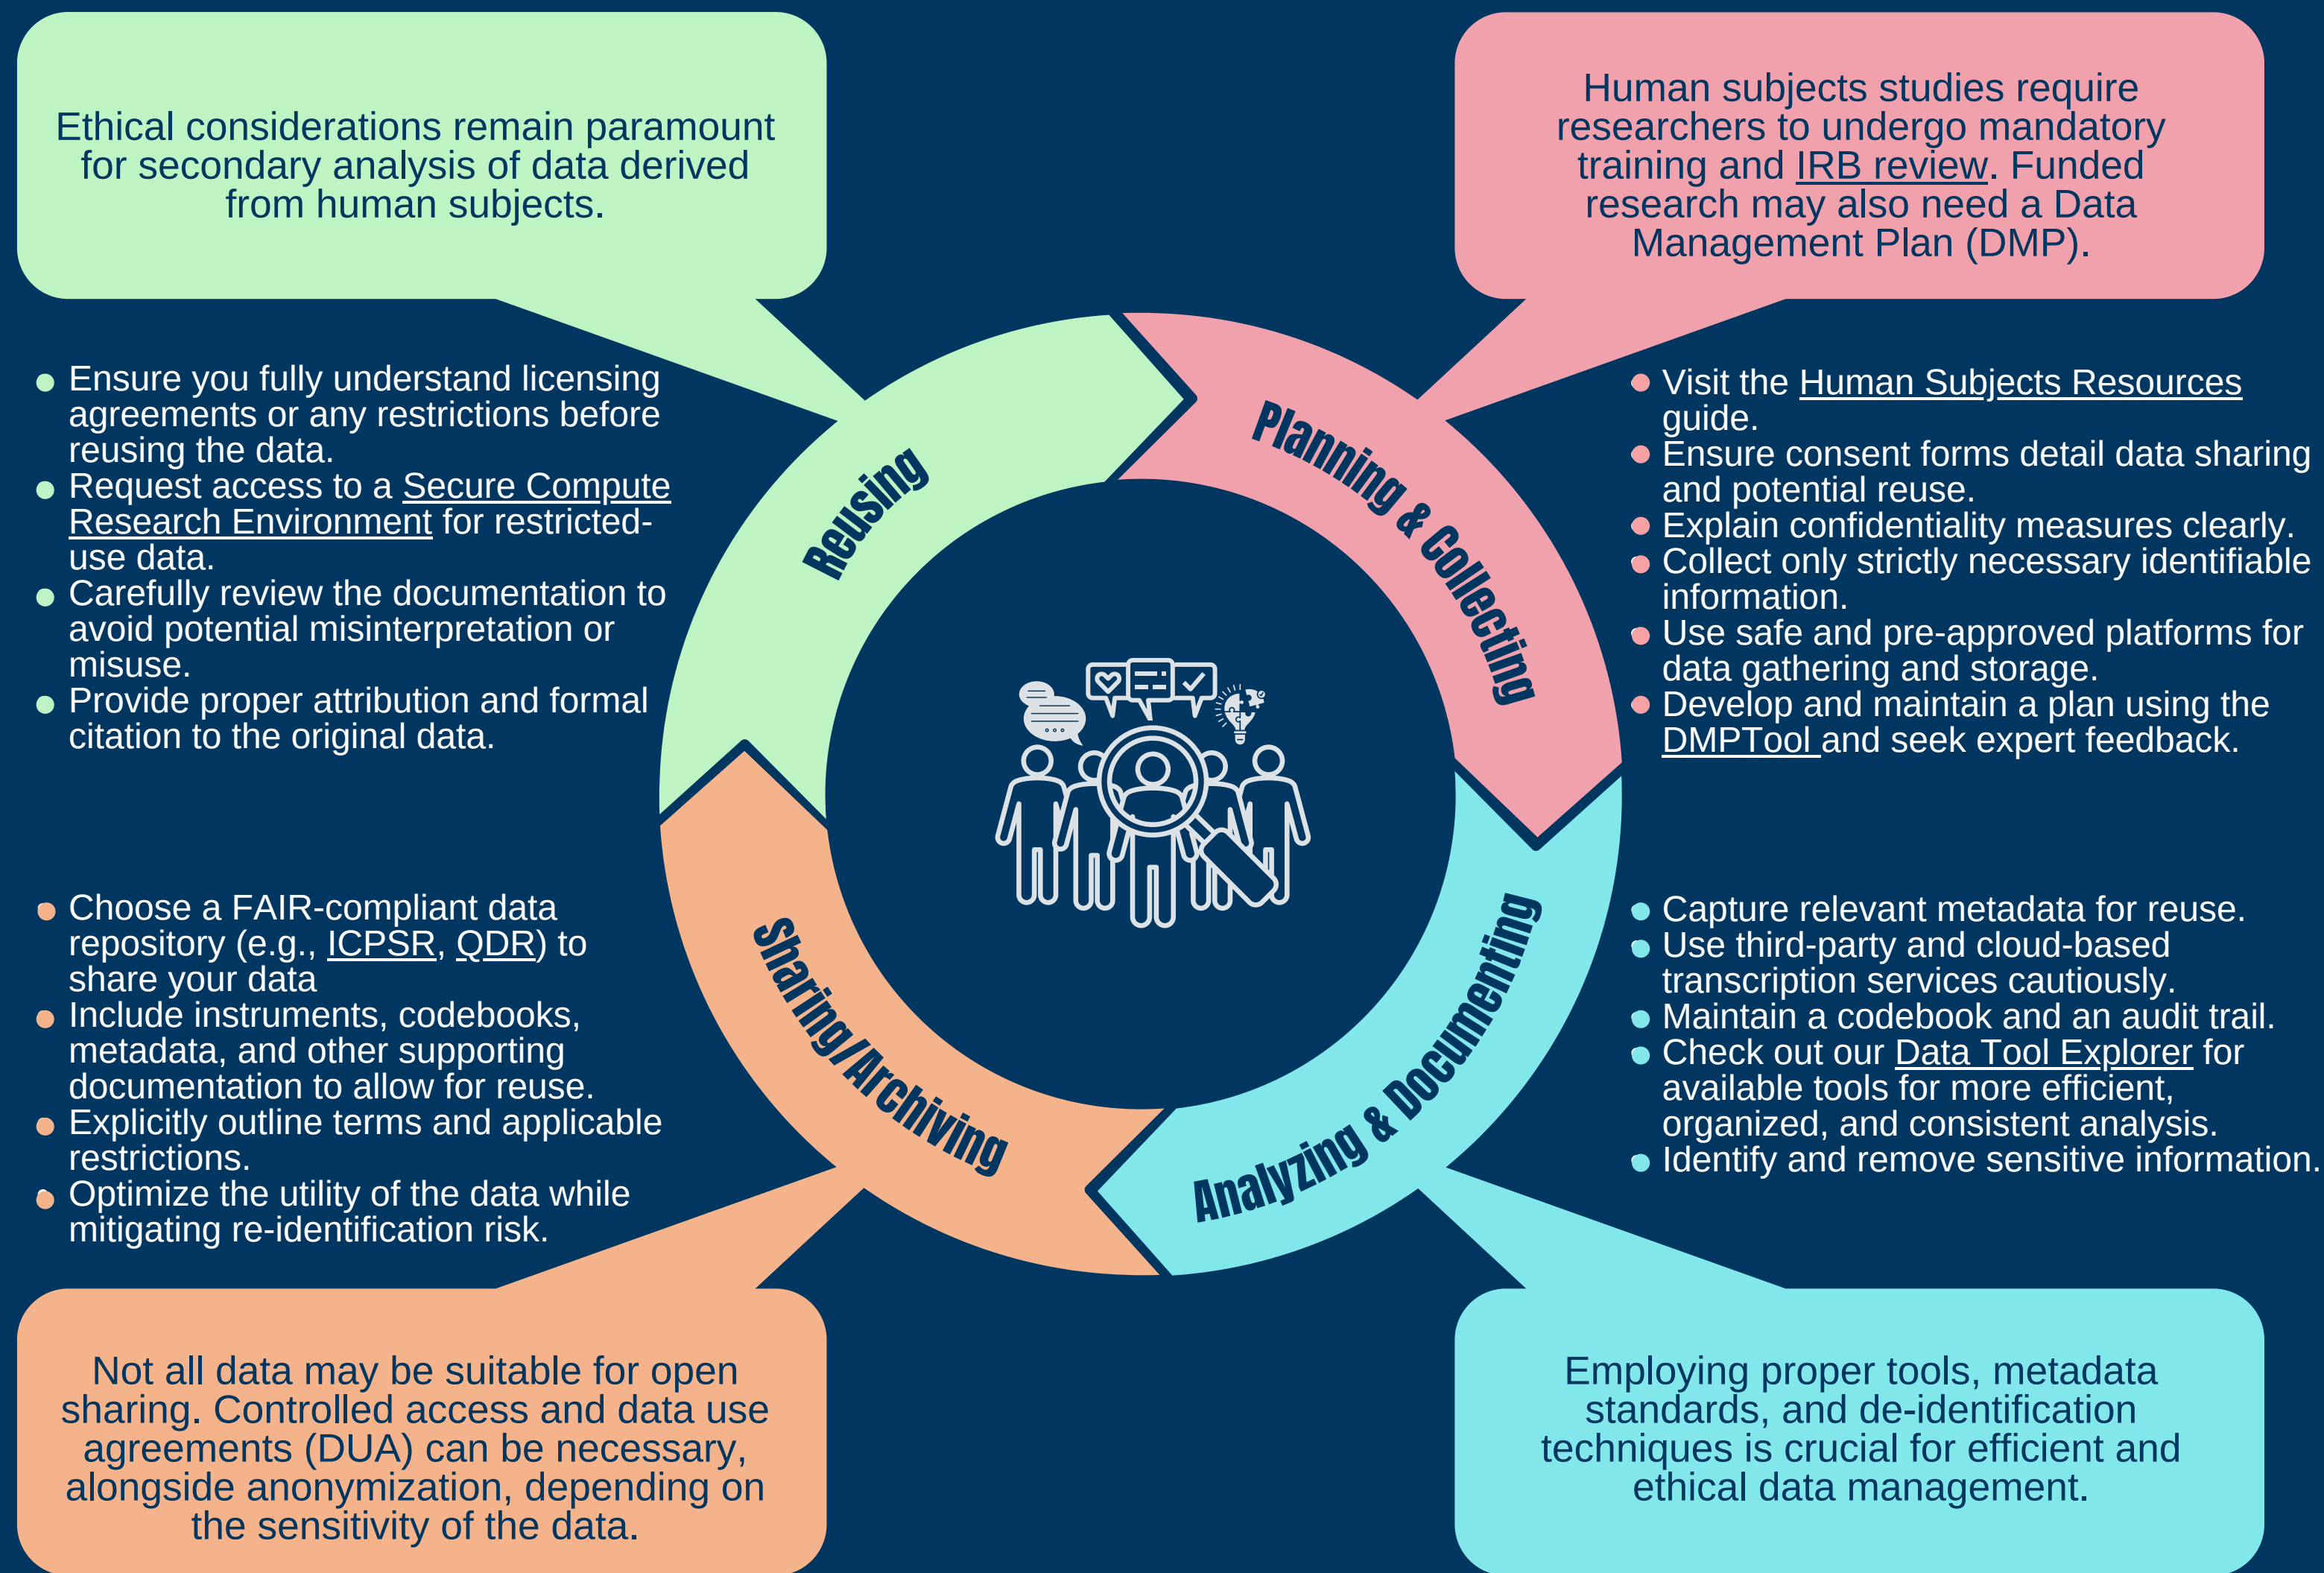 Ethical considerations remain paramount
for secondary analysis of data derived
from human subjects.
Human subjects studies require
researchers to undergo mandatory
training and IRB review. Funded
research may also need a Data
Management Plan (DMP).
Ensure you fully understand licensing
agreements or any restrictions before
reusing the data.
Request access to a Secure Compute
Research Environment for restricted-
use data.
Carefully review the documentation to
avoid potential misinterpretation or
misuse.
Provide proper attribution and formal
citation to the original data.
Reusing
Planning & Collecting
Visit the Human Subjects Resources
guide.
Ensure consent forms detail data sharing
and potential reuse.
Explain confidentiality measures clearly.
Collect only strictly necessary identifiable
information.
Use safe and pre-approved platforms for
data gathering and storage.
Develop and maintain a plan using the
DMPTool and seek expert feedback.
Choose a FAIR-compliant data
repository (e.g., ICPSR, QDR) to
share your data
Include instruments, codebooks,
metadata, and other supporting
documentation to allow for reuse.
Explicitly outline terms and applicable
restrictions.
Optimize the utility of the data while
mitigating re-identification risk.
Sharing/Archiving
Analyzing & Documenting
Capture relevant metadata for reuse.
Use third-party and cloud-based
transcription services cautiously.
Maintain a codebook and an audit trail.
Check out our Data Tool Explorer for
available tools for more efficient,
organized, and consistent analysis.
Identify and remove sensitive information.
Not all data may be suitable for open
sharing. Controlled access and data use
agreements (DUA) can be necessary,
alongside anonymization, depending on
the sensitivity of the data.
Employing proper tools, metadata
standards, and de-identification
techniques is crucial for efficient and
ethical data management.